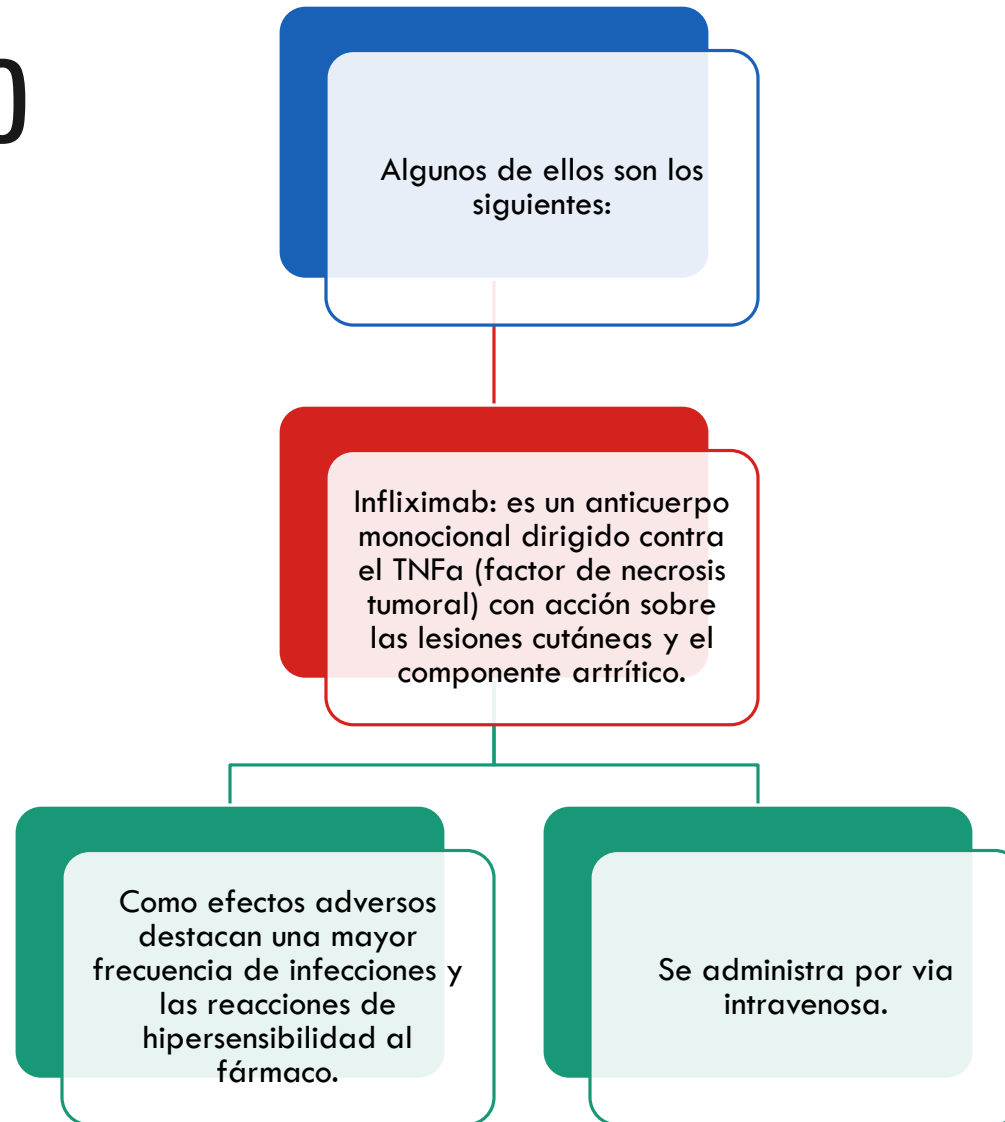 O
Algunos de ellos son los
siguientes:
Infliximab: es un anticuerpo
monocional dirigido contra
el TNFa (factor de necrosis
tumoral) con acción sobre
las lesiones cutáneas y el
componente artrítico.
Como efectos adversos
destacan una mayor
frecuencia de infecciones y
las reacciones de
hipersensibilidad al
fármaco.
Se administra por via
intravenosa.